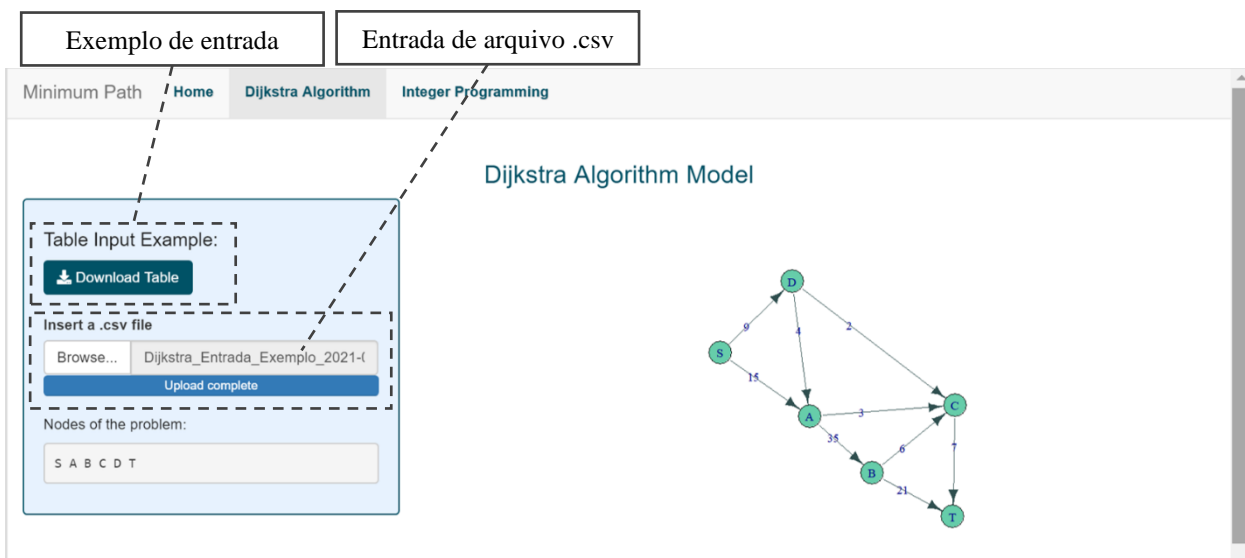 Exemplo de entrada
Entrada de arquivo .csv
Minimum Path Home Dijkstra Algorithm Integer Programming
Dijkstra Algorithm Model
Table Input Example:
Download Table
Insert a .csv file
Browse... Dijkstra_Entrada_Exemplo_2021-(
Upload complete
Nodes of the problem:
S A B C D T
D
9
4
2
S
15
A
3
C
35
6
7
B
21
T